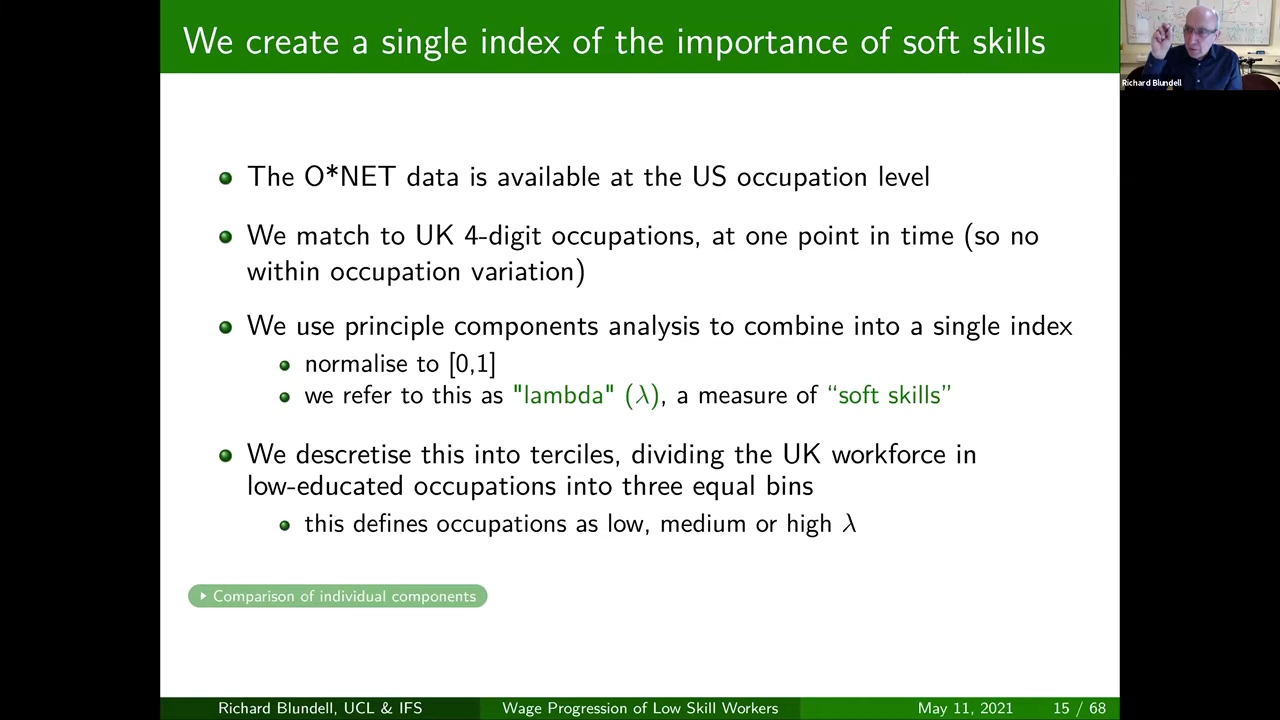 We create a single index of the importance of soft skills
Richard Blundell
The O*NET data is available at the US occupation level
We match to UK 4-digit occupations, at one point in time (so no
within occupation variation)
We use principle components analysis to combine into a single index
normalise to [0,1]
we refer to this as "lambda" (λ), a measure of “soft skills”
We descretise this into terciles, dividing the UK workforce in
low-educated occupations into three equal bins
this defines occupations as low, medium or high λ
Comparison of individual components
Richard Blundell, UCL & IFS Wage Progression of Low Skill Workers May 11, 2021 15 / 68